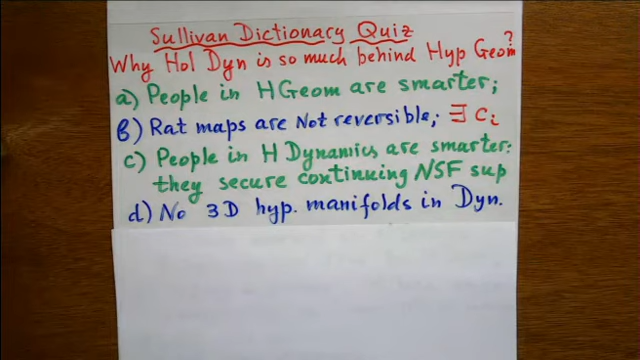 Sullivan Dictionary Quiz
Why Hol Dyn is so much behind Hyp Geom?
a) People in HGeom are smarter;
b) Rat maps are Not reversible; ∃ cᵢ
c) People in H Dynamics are smarter:
they secure continuing NSF sup
d) No 3D hyp. manifolds in Dyn.